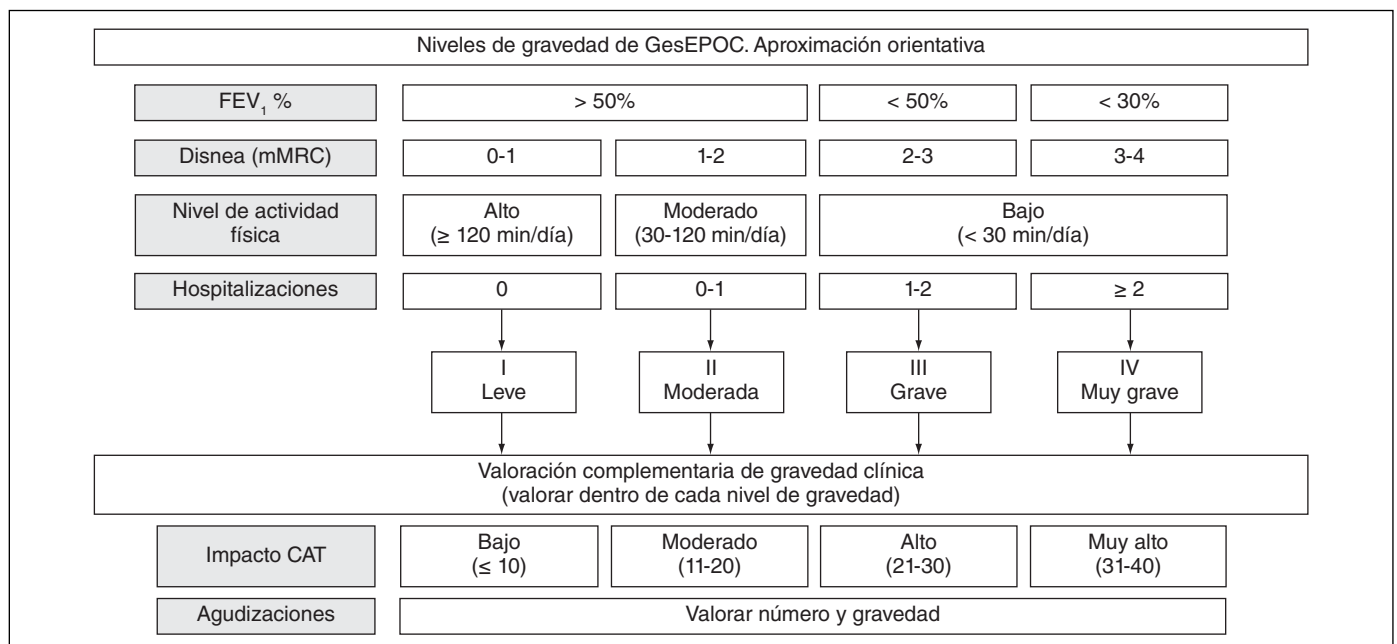 Niveles de gravedad de GesEPOC. Aproximación orientativa
FEV1 %
> 50%
< 50%
< 30%
Disnea (mMRC)
0-1
1-2
2-3
3-4
Nivel de actividad
física
Alto
(≥ 120 min/día)
Moderado
(30-120 min/día)
Bajo
(< 30 min/día)
Hospitalizaciones
0
0-1
1-2
≥ 2
I
Leve
II
Moderada
III
Grave
IV
Muy grave
Valoración complementaria de gravedad clínica
(valorar dentro de cada nivel de gravedad)
Impacto CAT
Bajo
(≤ 10)
Moderado
(11-20)
Alto
(21-30)
Muy alto
(31-40)
Agudizaciones
Valorar número y gravedad